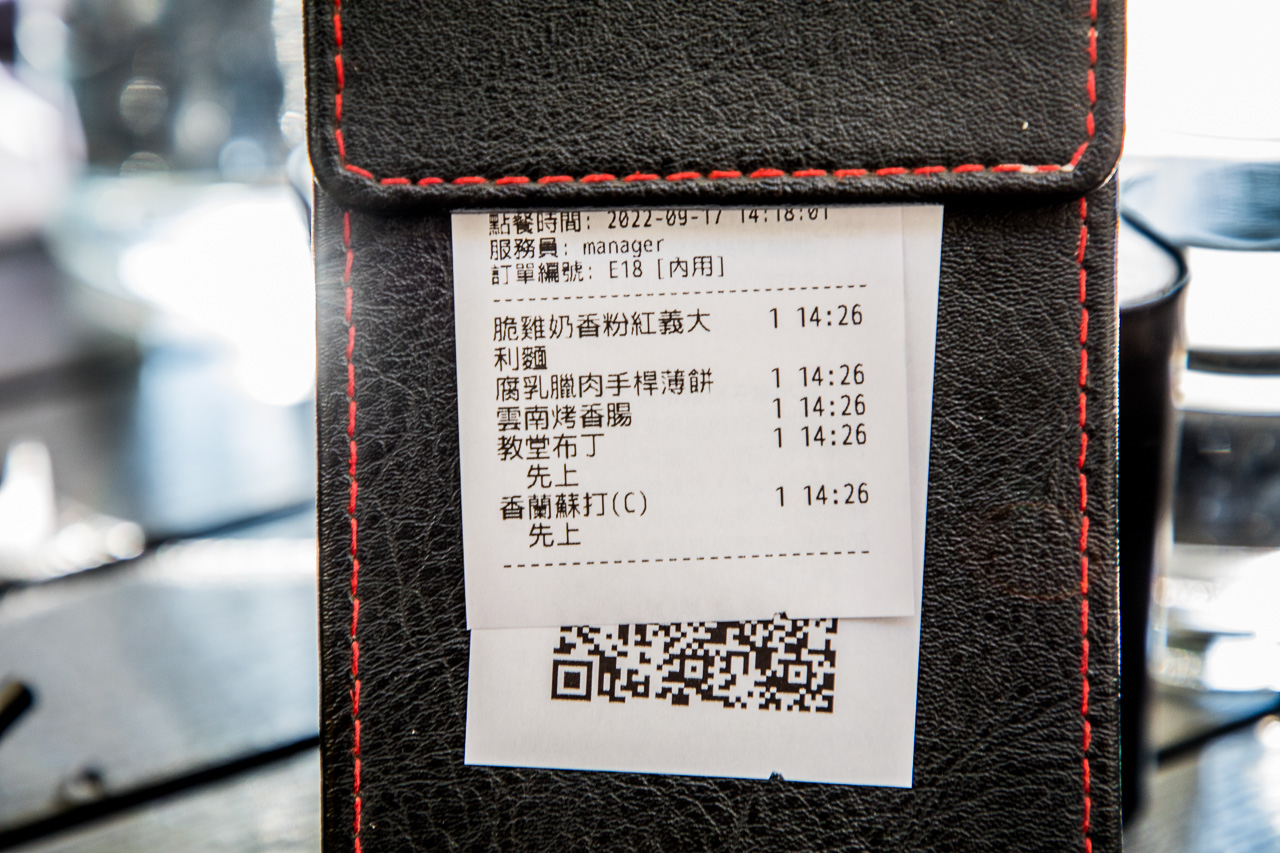 點餐時間: 2022-09-17 14:18:01
服務員: manager
訂單編號: E18 [內用]
脆雞奶香粉紅義大 1 14:26
利麵
腐乳臘肉手桿薄餅 1 14:26
雲南烤香腸 1 14:26
教堂布丁 1 14:26
先上
香蘭蘇打(C) 1 14:26
先上